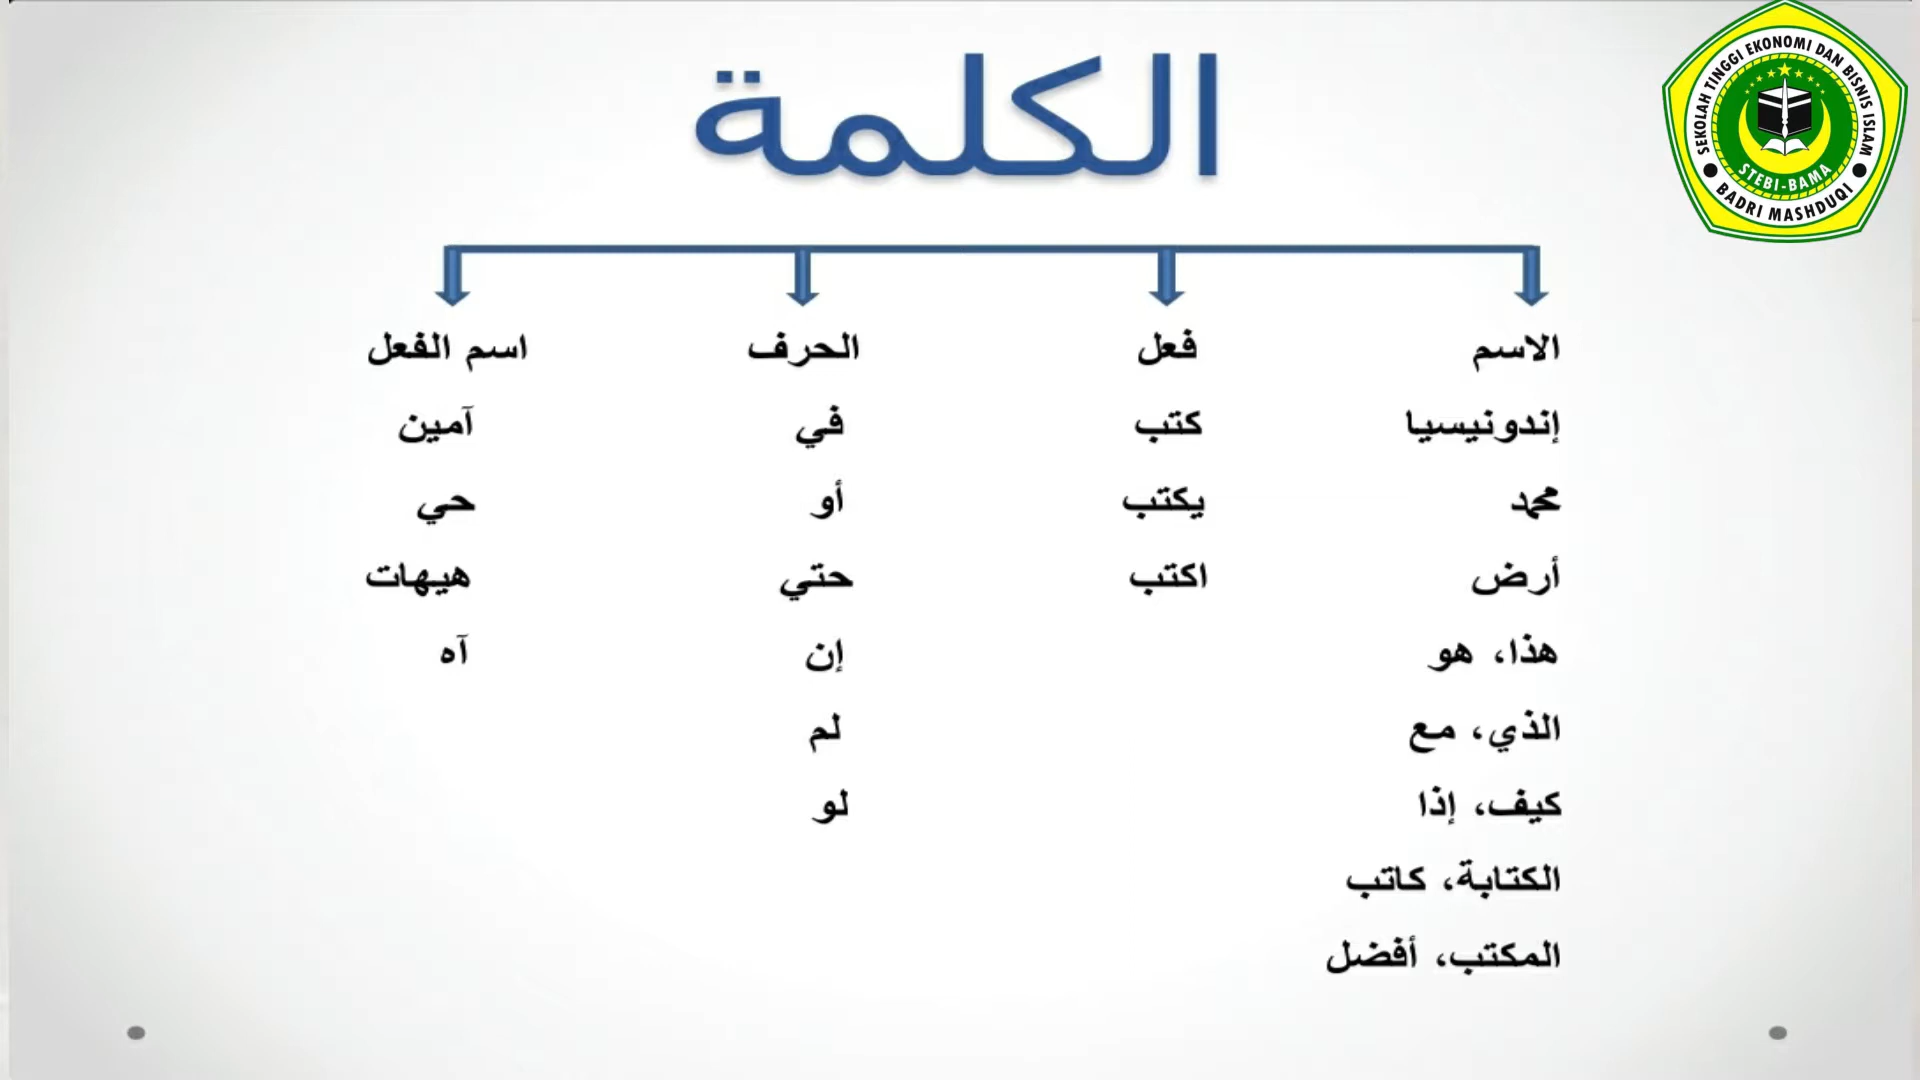 الكلمة
SEKOLAH TINGGI EKONOMI DAN BISNIS ISLAM
STEBI-BAMA
BADRI MASHDUQI
الاسم فعل الحرف اسم الفعل
إندونيسيا كتب في آمين
محمد يكتب أو حي
أرض اكتب حتي هيهات
هذا، هو إن آه
الذي، مع لم
كيف، إذا لو
الكتابة، كاتب
المكتب، أفضل